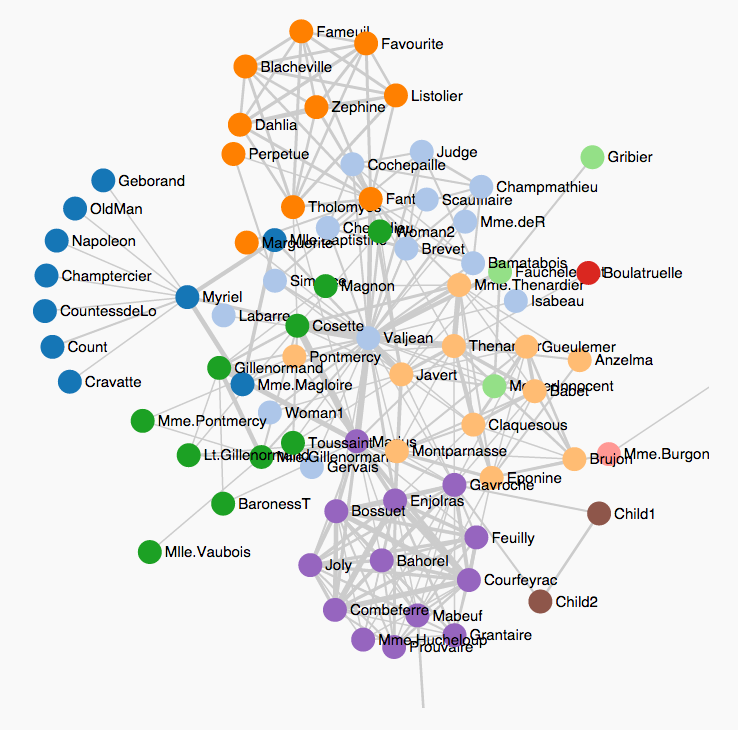 Fameuil
Favourite
Blacheville
Listolier
Zephine
Dahlia
Judge
Perpetue
Gribier
Cochepaille
Geborand
Champmathieu
Fant
Scaufflaire
OldMan
Tholomyes
Mme.deR
Chenildieu
Woman2
Napoleon
Marguerite
Mlle.Baptistine
Brevet
Bamatabois
Fauchelevent
Boulatruelle
Champtercier
Simplice
Magnon
Mme.Thenardier
Myriel
Isabeau
CountessdeLo
Labarre
Cosette
Valjean
Count
Thenardier
Gueulemer
Pontmercy
Anzelma
Gillenormand
Javert
Cravatte
Mme.Magloire
MotherInnocent
Babet
Woman1
Mme.Pontmercy
Claquesous
Toussaint
Marius
Montparnasse
Lt.Gillenormand
Mlle.Gillenormand
Mme.Burgon
Brujon
Gervais
Eponine
Gavroche
BaronessT
Enjolras
Bossuet
Child1
Feuilly
Mlle.Vaubois
Bahorel
Joly
Courfeyrac
Child2
Combeferre
Mabeuf
Grantaire
Mme.Hucheloup
Prouvaire